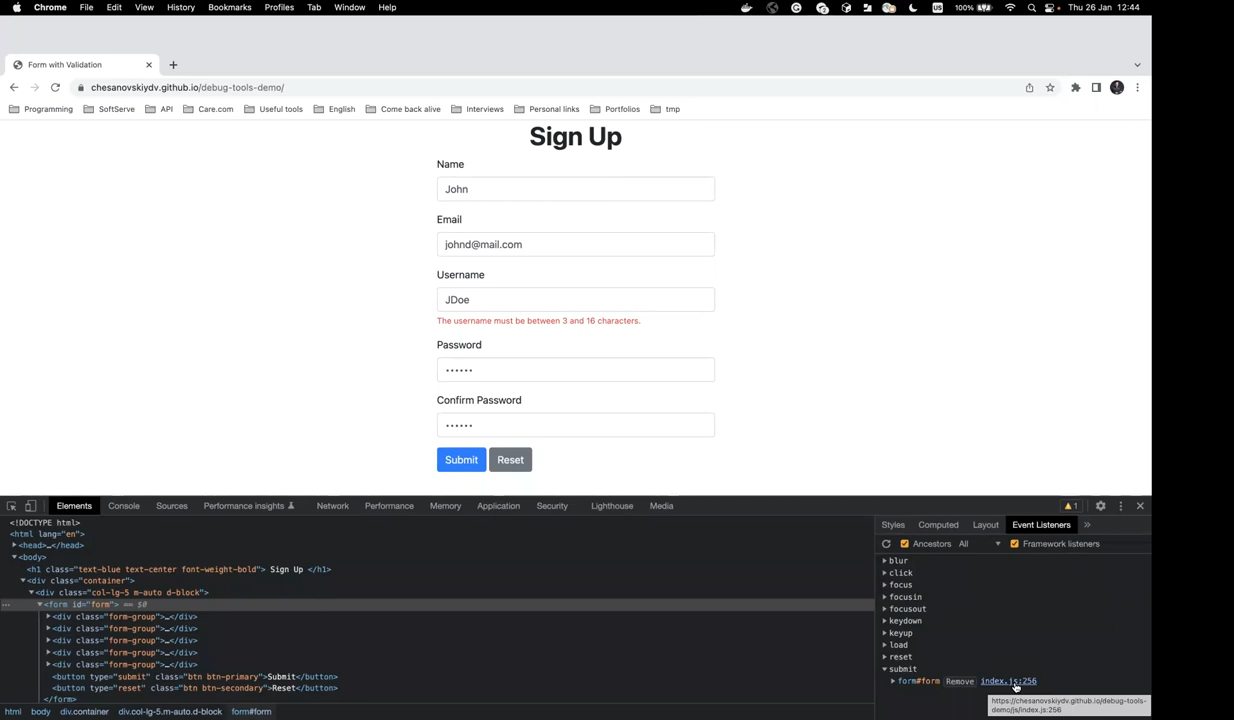 Chrome File Edit View History Bookmarks Profiles Tab Window Help US 100% Thu 26 Jan 12:44
Form with Validation
chesanovskiydv.github.io/debug-tools-demo/
Programming SoftServe API Care.com Useful tools English Come back alive Interviews Personal links Portfolios tmp
Sign Up
Name
John
Email
johnd@mail.com
Username
JDoe
The username must be between 3 and 16 characters.
Password
••••••
Confirm Password
••••••
Submit Reset
Elements Console Sources Performance insights Network Performance Memory Application Security Lighthouse Media 1
<!DOCTYPE html>
<html lang="en">
<head>…</head>
<body>
<h1 class="text-blue text-center font-weight-bold"> Sign Up </h1>
<div class="container">
<div class="col-lg-5 m-auto d-block">
<form id="form"> == $0
<div class="form-group">…</div>
<div class="form-group">…</div>
<div class="form-group">…</div>
<div class="form-group">…</div>
<div class="form-group">…</div>
<button type="submit" class="btn btn-primary">Submit</button>
<button type="reset" class="btn btn-secondary">Reset</button>
</form>
html body div.container div.col-lg-5.m-auto.d-block form#form
Styles Computed Layout Event Listeners »
Ancestors All Framework listeners
blur
click
focus
focusin
focusout
keydown
keyup
load
reset
submit
form#form Remove index.js:256
https://chesanovskiydv.github.io/debug-tools-
demo/js/index.js:256